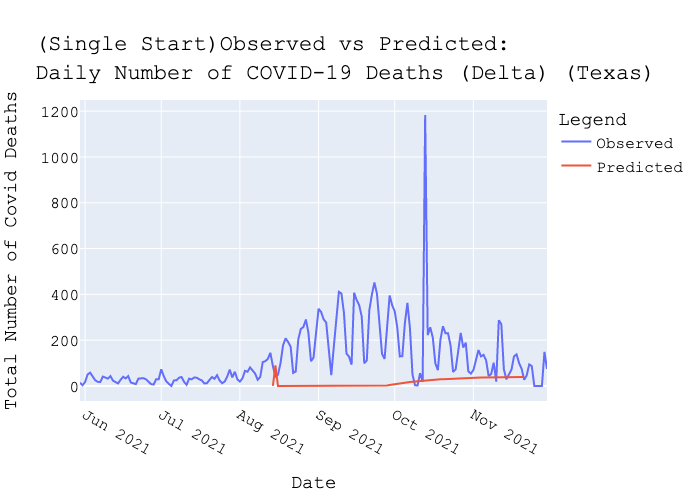 (Single Start)Observed vs Predicted:
Daily Number of COVID-19 Deaths (Delta) (Texas)
Total Number of Covid Deaths
1200
1000
800
600
400
200
0
Jun 2021
Jul 2021
Aug 2021
Sep 2021
Oct 2021
Nov 2021
Date
Legend
Observed
Predicted